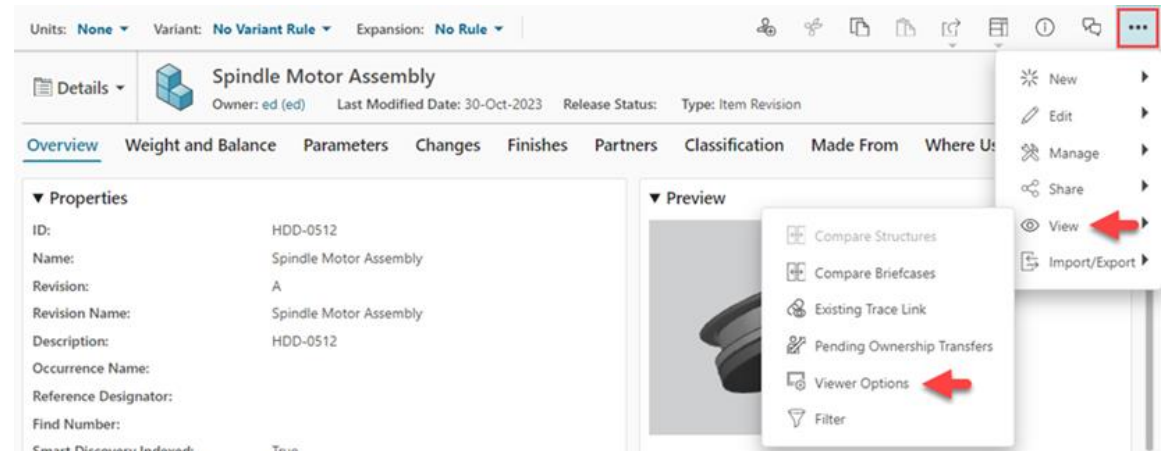 Units: None Variant: No Variant Rule Expansion: No Rule
Details
Spindle Motor Assembly
Owner: ed (ed) Last Modified Date: 30-Oct-2023 Release Status: Type: Item Revision
Overview Weight and Balance Parameters Changes Finishes Partners Classification Made From Where Us
Properties
ID: HDD-0512
Name: Spindle Motor Assembly
Revision: A
Revision Name: Spindle Motor Assembly
Description: HDD-0512
Occurrence Name:
Reference Designator:
Find Number:
Smart Discovery Indexed: True
Preview
New
Edit
Manage
Share
View
Import/Export
Compare Structures
Compare Briefcases
Existing Trace Link
Pending Ownership Transfers
Viewer Options
Filter